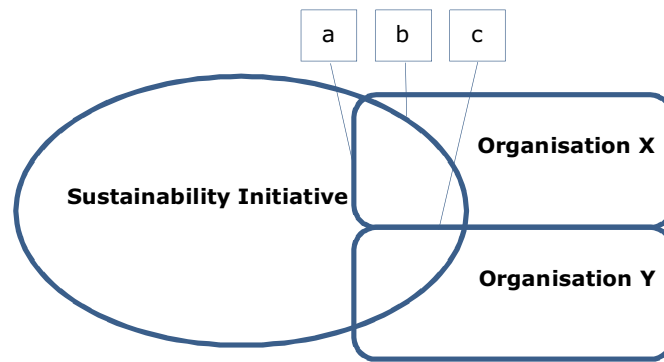 a b c
Organisation X
Sustainability Initiative
Organisation Y